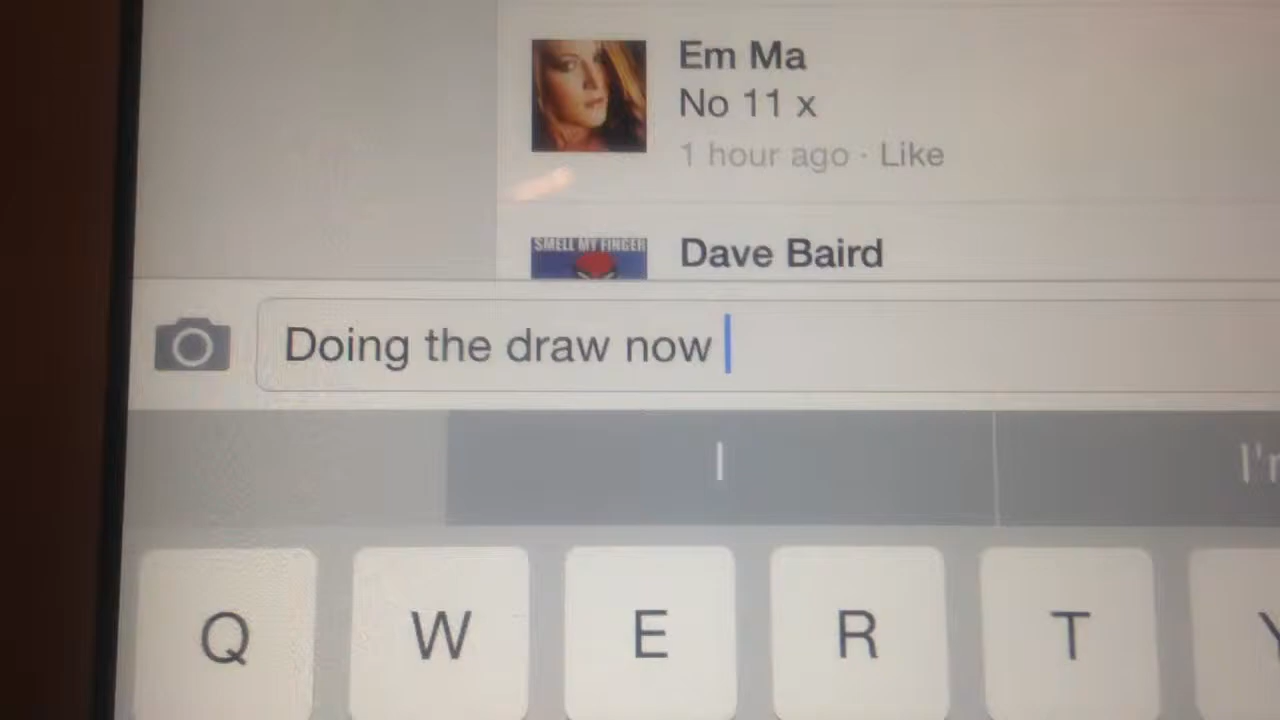 Em Ma
No 11 x
1 hour ago · Like
SMELL MY FINGER
Dave Baird
Doing the draw now
I
Q W E R T